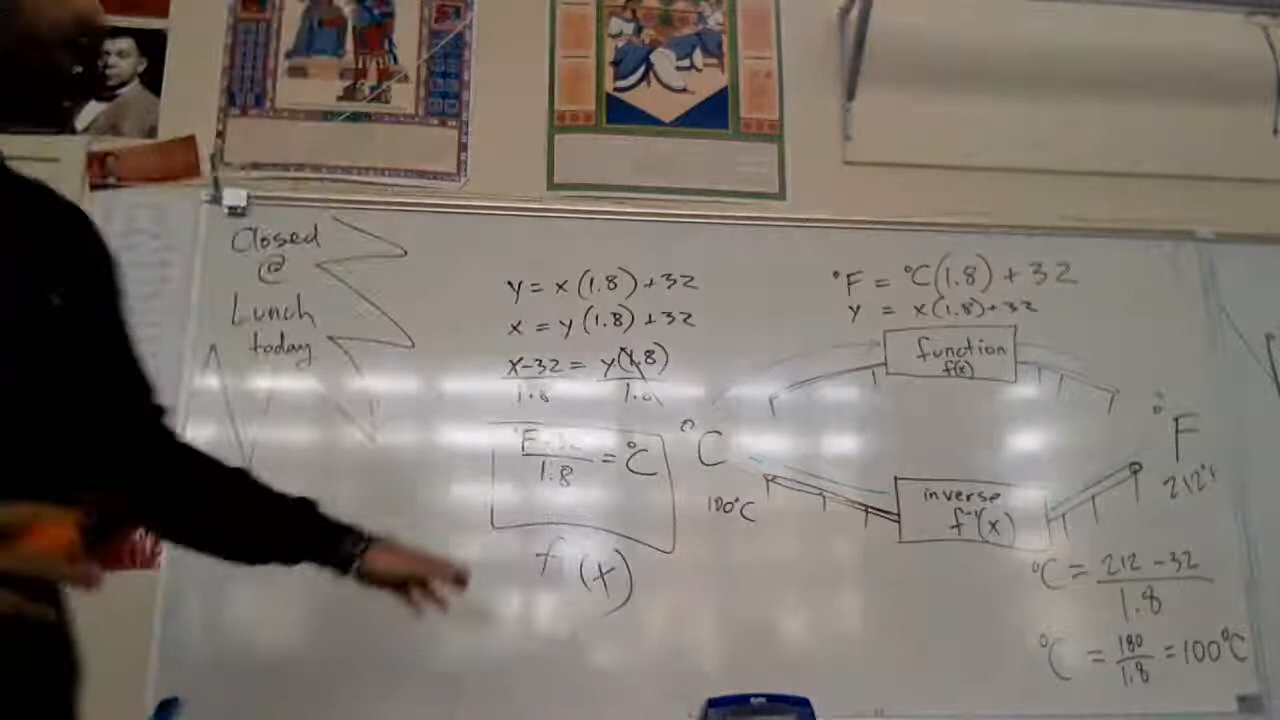 Closed
@
Lunch
today
y = x(1.8)+32
x = y(1.8)+32
x-32 = y(1.8)
1.8 1.8
F-32
1.8 = °C
f (x)
°F = °C(1.8) + 32
y = x(1.8)+32
function
f(x)
°C
100°C
°F
212°F
inverse
f⁻¹(x)
°C = 212 - 32
1.8
°C = 180
1.8 = 100°C